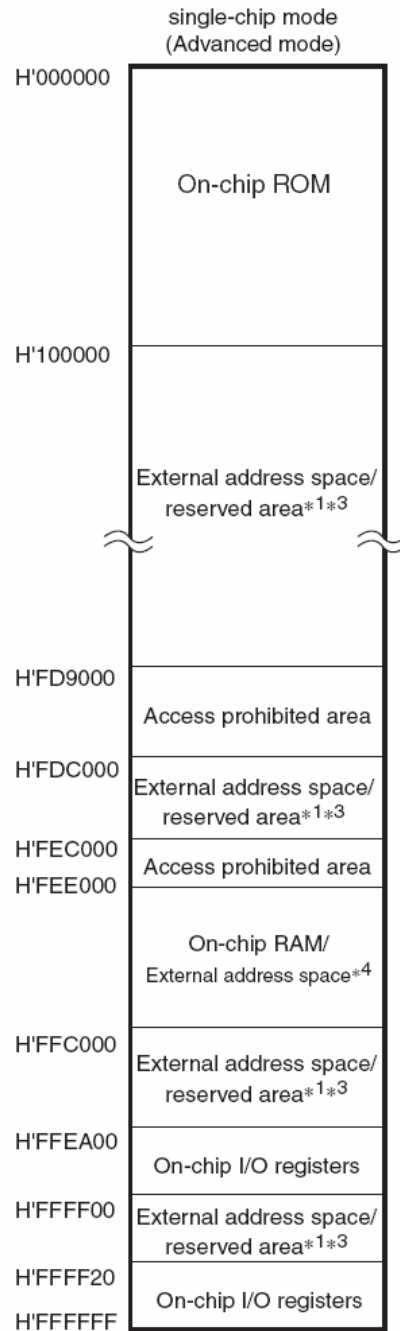 single-chip mode
(Advanced mode)
H'000000
On-chip ROM
H'100000
External address space/
reserved area*1*3
H'FD9000
Access prohibited area
H'FDC000
External address space/
reserved area*1*3
H'FEC000
Access prohibited area
H'FEE000
On-chip RAM/
External address space*4
H'FFC000
External address space/
reserved area*1*3
H'FFEA00
On-chip I/O registers
H'FFFF00
External address space/
reserved area*1*3
H'FFFF20
On-chip I/O registers
H'FFFFFF